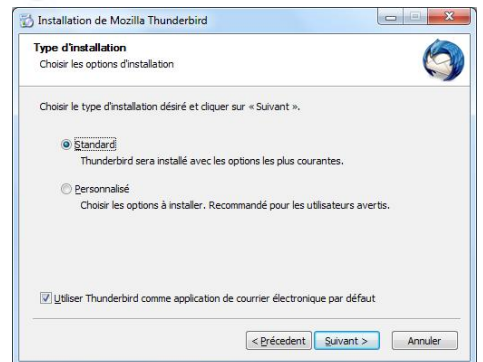 Installation de Mozilla Thunderbird
Type d'installation
Choisir les options d'installation
Choisir le type d'installation désiré et cliquer sur « Suivant ».
Standard
Thunderbird sera installé avec les options les plus courantes.
Personnalisé
Choisir les options à installer. Recommandé pour les utilisateurs avertis.
Utiliser Thunderbird comme application de courrier électronique par défaut
< Précedent Suivant > Annuler